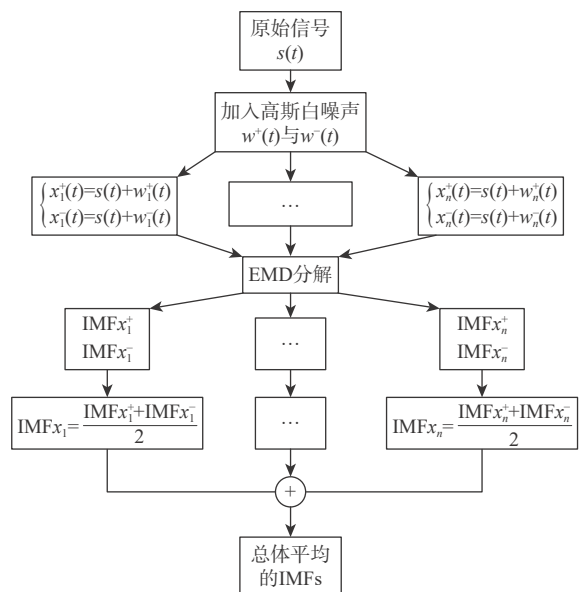 原始信号
s(t)
加入高斯白噪声
w⁺(t)与w⁻(t)
x₁⁺(t)=s(t)+w₁⁺(t)
x₁⁻(t)=s(t)+w₁⁻(t)
…
xₙ⁺(t)=s(t)+wₙ⁺(t)
xₙ⁻(t)=s(t)+wₙ⁻(t)
EMD分解
IMFx₁⁺
IMFx₁⁻
…
IMFxₙ⁺
IMFxₙ⁻
IMFx₁=(IMFx₁⁺+IMFx₁⁻)/2
…
IMFxₙ=(IMFxₙ⁺+IMFxₙ⁻)/2
+
总体平均
的IMFs